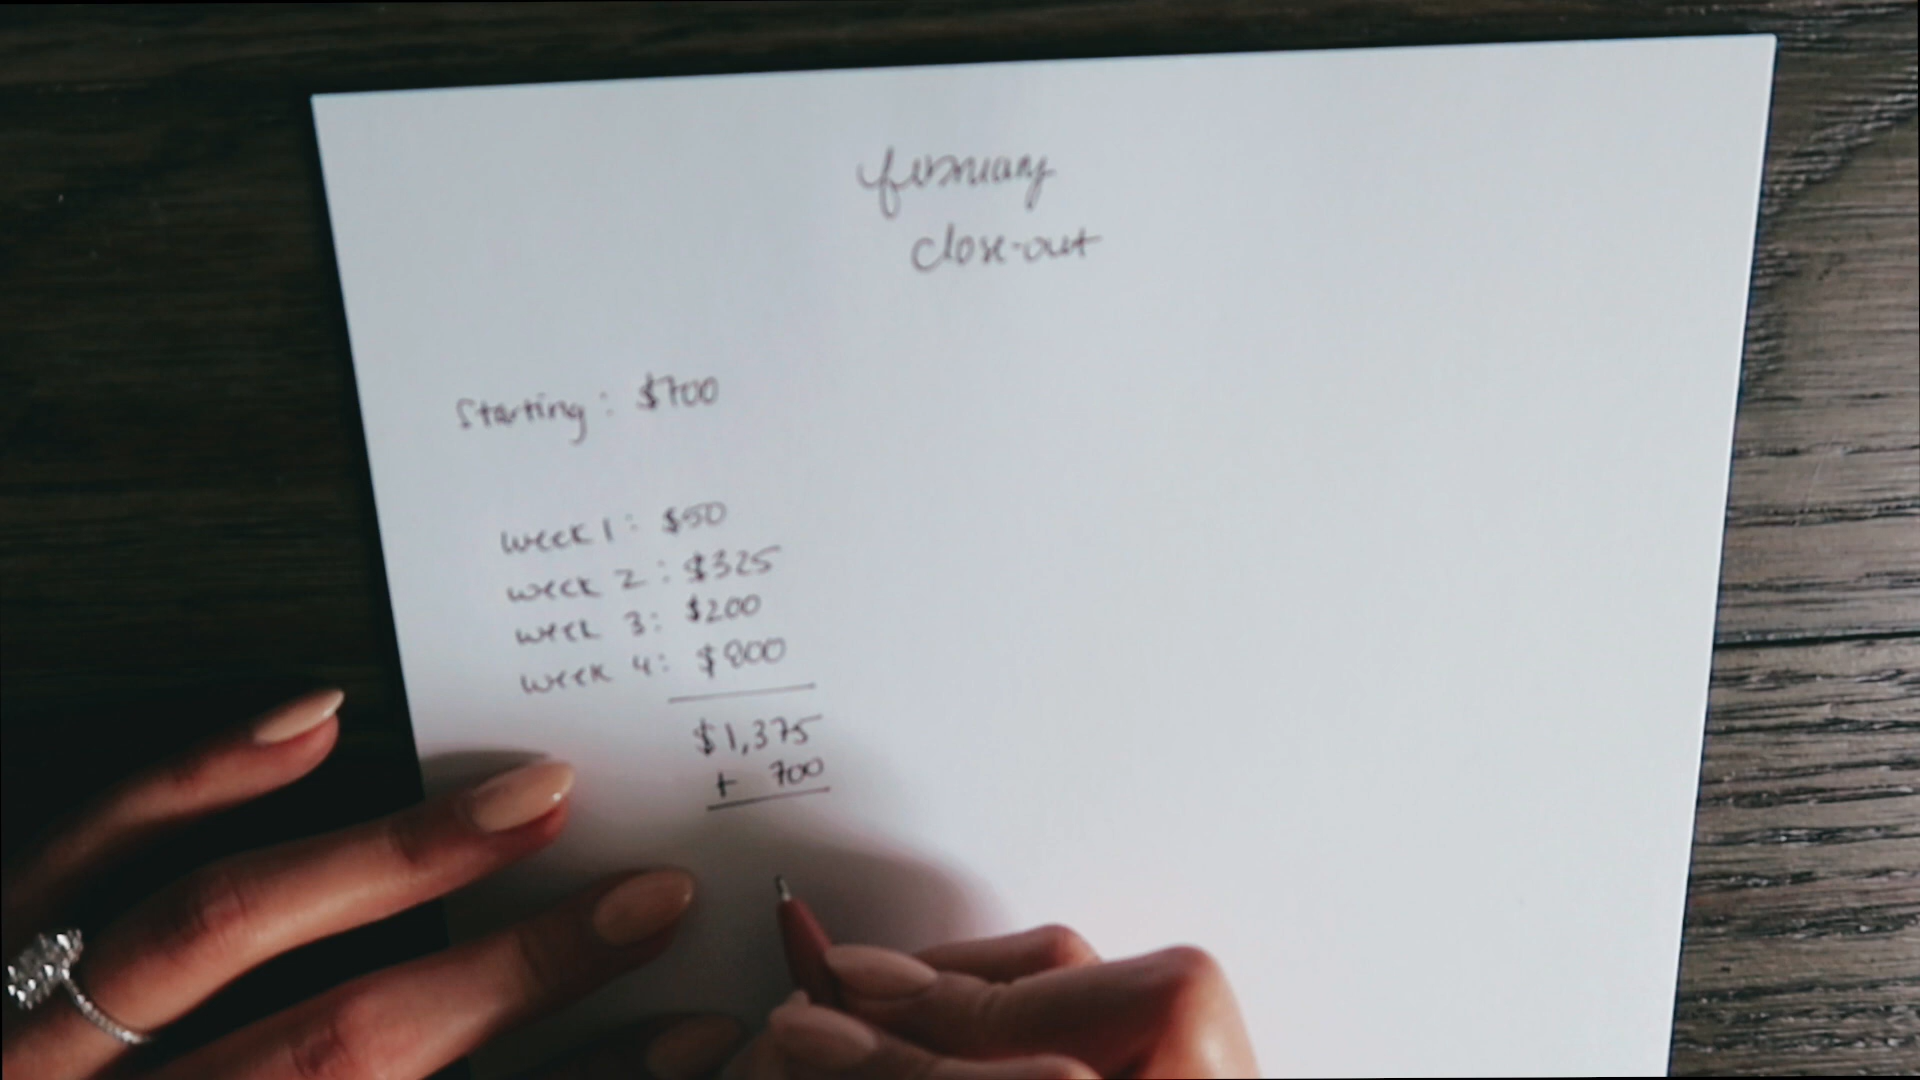 february
close-out
Starting: $700
week 1: $50
week 2: $325
week 3: $200
week 4: $800
$1,375
+ 700